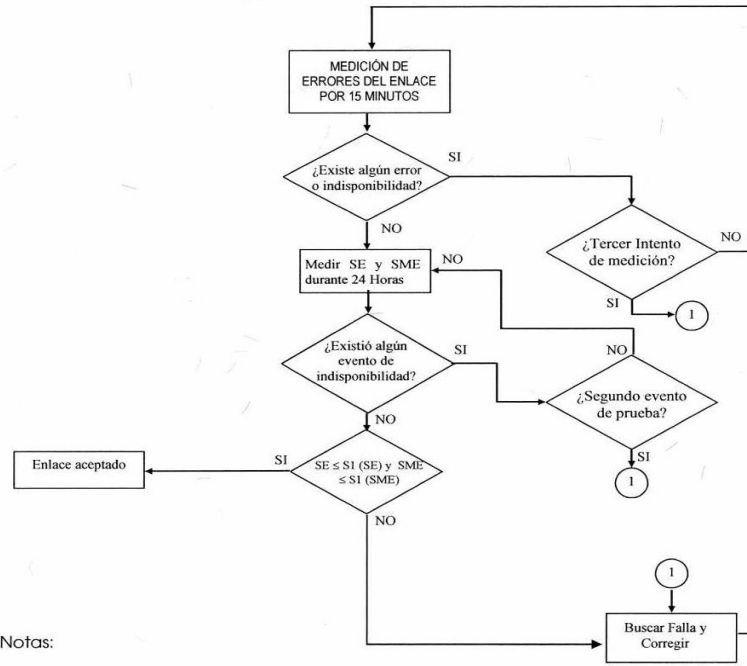 MEDICIÓN DE
ERRORES DEL ENLACE
POR 15 MINUTOS
¿Existe algún error
o indisponibilidad?
SI
NO
¿Tercer Intento
de medición?
NO
SI
1
Medir SE y SME
durante 24 Horas
NO
¿Existió algún
evento de
indisponibilidad?
SI
NO
NO
¿Segundo evento
de prueba?
SI
1
SE ≤ S1 (SE) y SME
≤ S1 (SME)
SI
Enlace aceptado
NO
1
Buscar Falla y
Corregir
Notas: